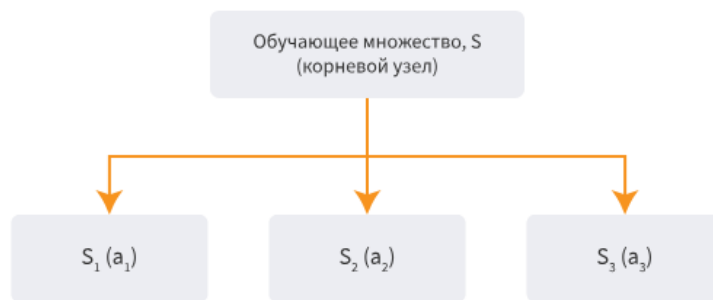 Обучающее множество, S
(корневой узел)
S₁ (a₁)
S₂ (a₂)
S₃ (a₃)